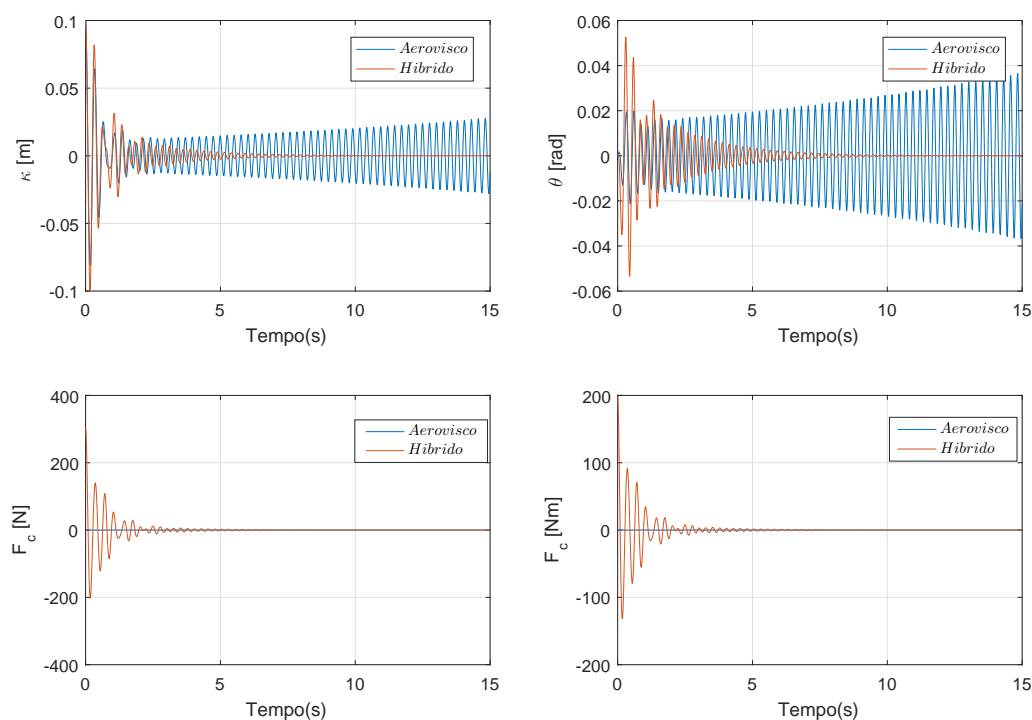 0.1
0.05
0
-0.05
-0.1
κ [m]
0
5
10
15
Tempo(s)
Aerovisco
Hibrido
0.06
0.04
0.02
0
-0.02
-0.04
-0.06
θ [rad]
0
5
10
15
Tempo(s)
Aerovisco
Hibrido
400
200
0
-200
-400
F_c [N]
0
5
10
15
Tempo(s)
Aerovisco
Hibrido
200
100
0
-100
-200
F_c [Nm]
0
5
10
15
Tempo(s)
Aerovisco
Hibrido